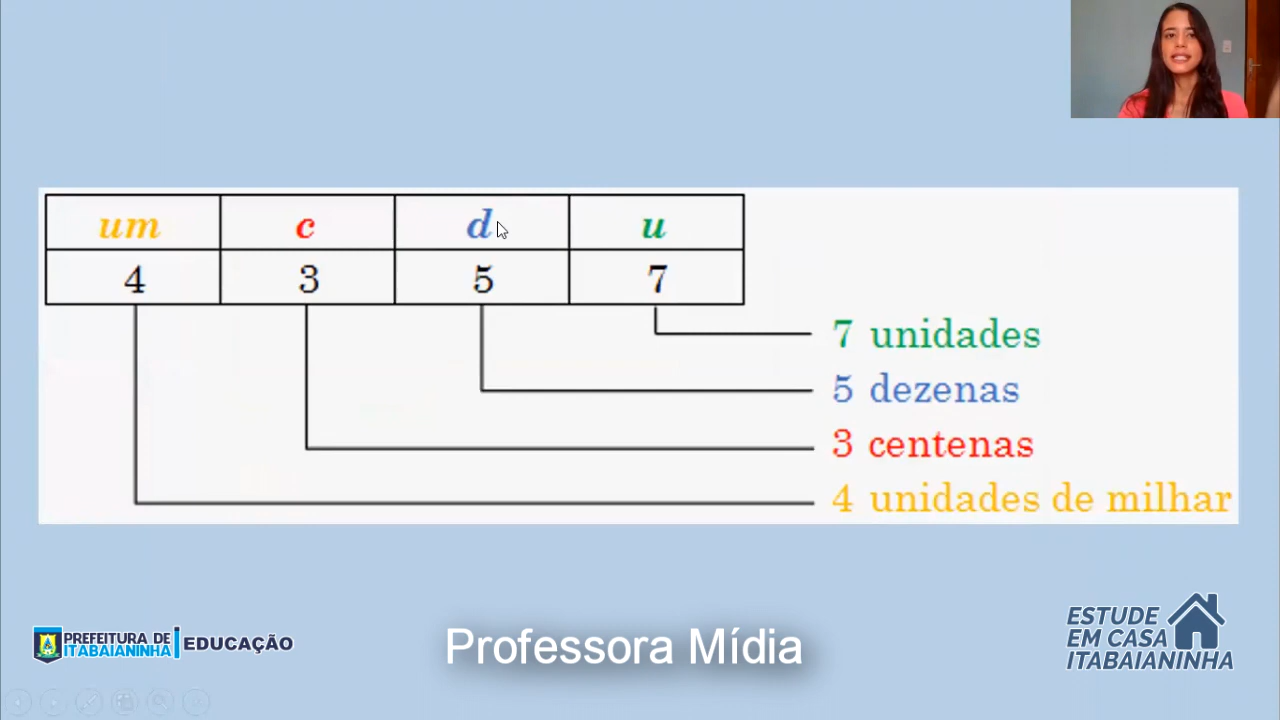 um c d u
4 3 5 7
7 unidades
5 dezenas
3 centenas
4 unidades de milhar
PREFEITURA DE
ITABAIANINHA
EDUCAÇÃO
Professora Mídia
ESTUDE
EM CASA
ITABAIANINHA